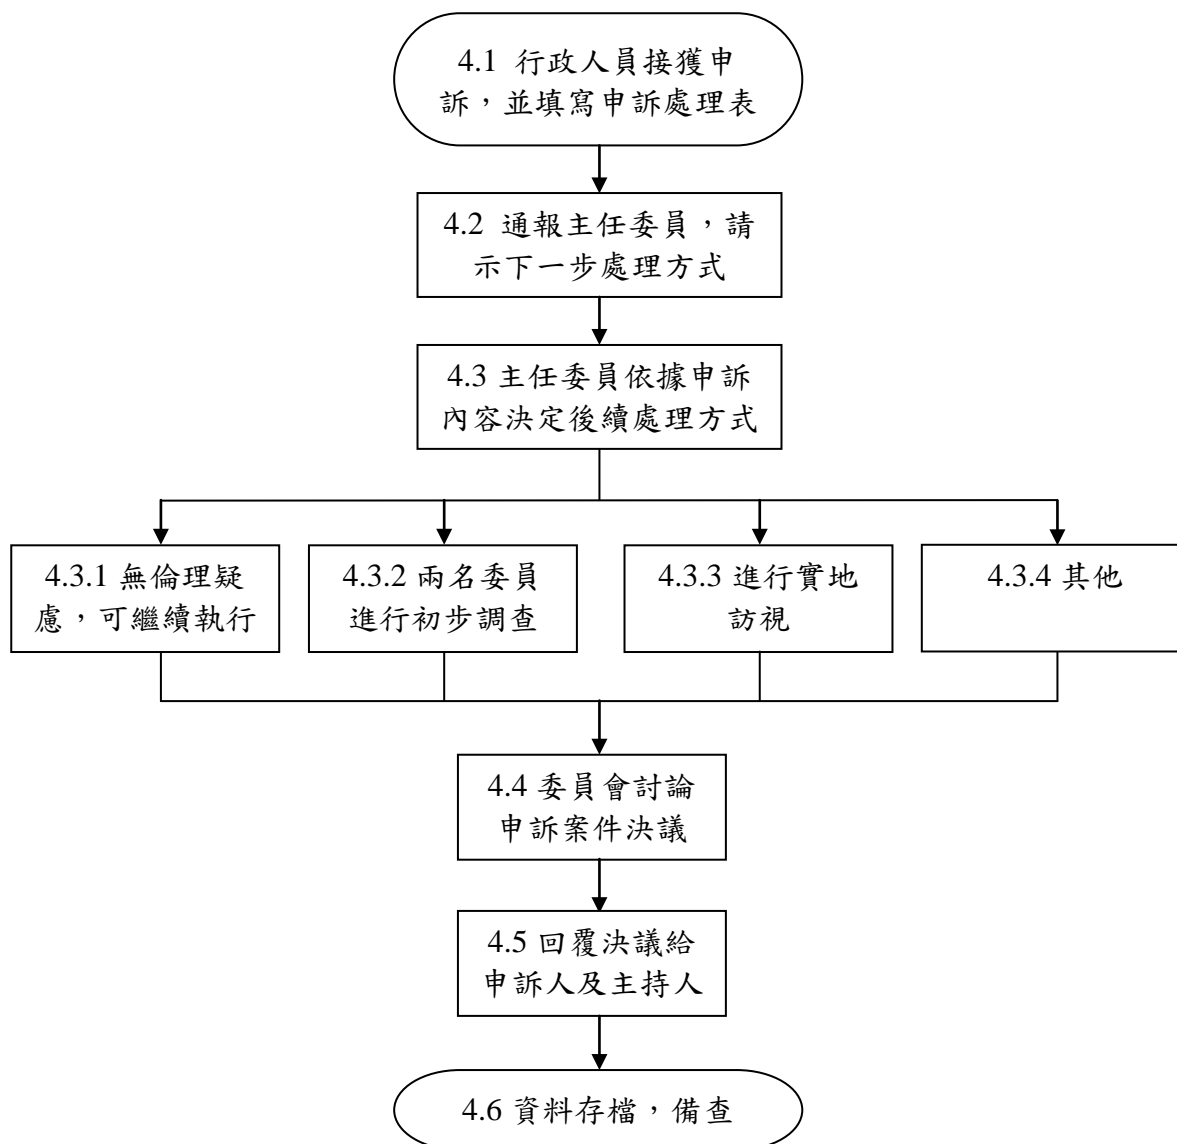 4.1 行政人員接獲申
訴，並填寫申訴處理表
4.2 通報主任委員，請
示下一步處理方式
4.3 主任委員依據申訴
內容決定後續處理方式
4.3.1 無倫理疑
慮，可繼續執行
4.3.2 兩名委員
進行初步調查
4.3.3 進行實地
訪視
4.3.4 其他
4.4 委員會討論
申訴案件決議
4.5 回覆決議給
申訴人及主持人
4.6 資料存檔，備查